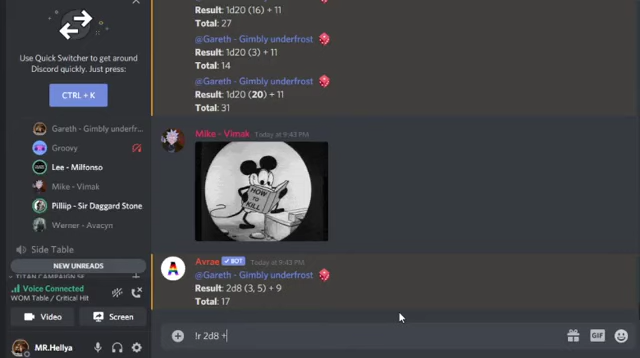 Use Quick Switcher to get around
Discord quickly. Just press:
CTRL + K
Gareth - Gimbly underfr...
Groovy
Lee - Milfonso
Mike - Vimak
Pilliip - Sir Daggard Stone
Werner - Avacyn
Side Table
NEW UNREADS
Voice Connected
WOM Table / Critical Hit
Video
Screen
MR.Hellya
Result: 1d20 (16) + 11
Total: 27
@Gareth - Gimbly underfrost
Result: 1d20 (3) + 11
Total: 14
@Gareth - Gimbly underfrost
Result: 1d20 (20) + 11
Total: 31
Mike - Vimak Today at 9:43 PM
HOW
TO
KILL
Avrae BOT Today at 9:43 PM
@Gareth - Gimbly underfrost
Result: 2d8 (3, 5) + 9
Total: 17
!r 2d8 +
GIF